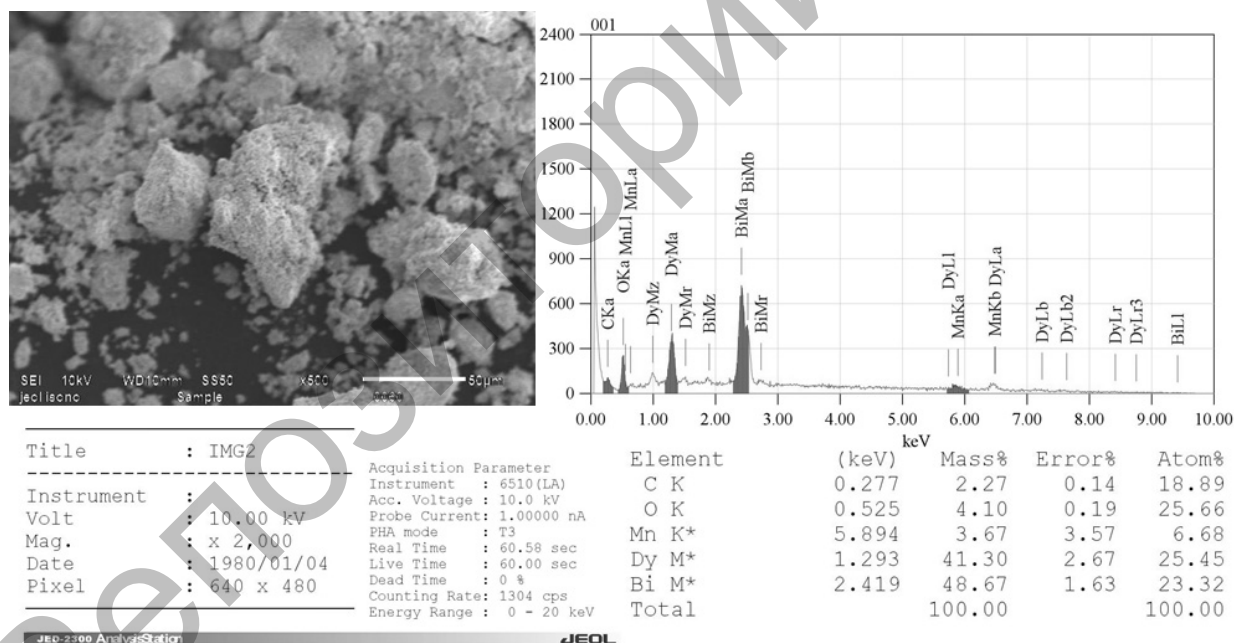 SEI 10kV WD10mm SS50 x500 50μm
Sample
001
2400
2100
1800
1500
1200
900
600
300
0
CKa
OKa
MnLl
MnLa
DyMz
DyMa
DyMr
BiMz
BiMa
BiMb
BiMr
DyLl
MnKa
MnKb
DyLa
DyLb
DyLb2
DyLr
DyLr3
BiLl
0.00 1.00 2.00 3.00 4.00 5.00 6.00 7.00 8.00 9.00 10.00
keV
Title : IMG2
Instrument :
Volt : 10.00 kV
Mag. : x 2,000
Date : 1980/01/04
Pixel : 640 x 480
Acquisition Parameter
Instrument : 6510(LA)
Acc. Voltage : 10.0 kV
Probe Current: 1.00000 nA
PHA mode : T3
Real Time : 60.58 sec
Live Time : 60.00 sec
Dead Time : 0 %
Counting Rate: 1304 cps
Energy Range : 0 - 20 keV
Element (keV) Mass% Error% Atom%
C K 0.277 2.27 0.14 18.89
O K 0.525 4.10 0.19 25.66
Mn K* 5.894 3.67 3.57 6.68
Dy M* 1.293 41.30 2.67 25.45
Bi M* 2.419 48.67 1.63 23.32
Total 100.00 100.00
JED-2300 AnalysisStation JEOL